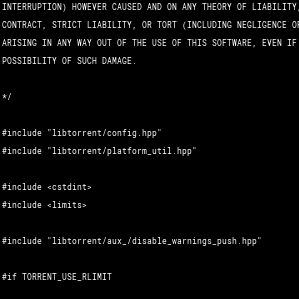 INTERRUPTION) HOWEVER CAUSED AND ON ANY THEORY OF LIABILITY,
CONTRACT, STRICT LIABILITY, OR TORT (INCLUDING NEGLIGENCE
ARISING IN ANY WAY OUT OF THE USE OF THIS SOFTWARE, EVEN IF
POSSIBILITY OF SUCH DAMAGE.
*/
#include "libtorrent/config.hpp"
#include "libtorrent/platform_util.hpp"
#include <cstdint>
#include <limits>
#include "libtorrent/aux_/disable_warnings_push.hpp"
#if TORRENT_USE_RLIMIT